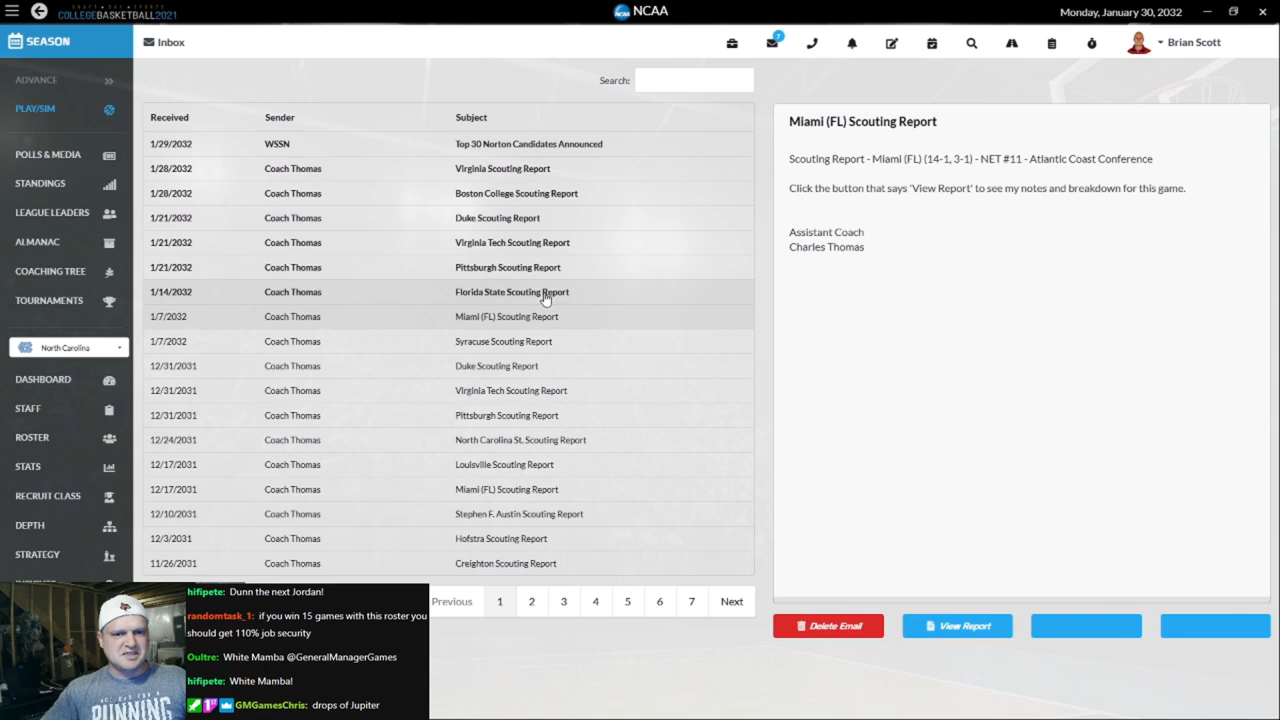 DRAFT DAY SPORTS
COLLEGEBASKETBALL2021
NCAA
Monday, January 30, 2032
SEASON
Inbox
7
Brian Scott
ADVANCE
PLAY/SIM
POLLS & MEDIA
STANDINGS
LEAGUE LEADERS
ALMANAC
COACHING TREE
TOURNAMENTS
North Carolina
DASHBOARD
STAFF
ROSTER
STATS
RECRUIT CLASS
DEPTH
STRATEGY
Search:
Received Sender Subject
1/29/2032 WSSN Top 30 Norton Candidates Announced
1/28/2032 Coach Thomas Virginia Scouting Report
1/28/2032 Coach Thomas Boston College Scouting Report
1/21/2032 Coach Thomas Duke Scouting Report
1/21/2032 Coach Thomas Virginia Tech Scouting Report
1/21/2032 Coach Thomas Pittsburgh Scouting Report
1/14/2032 Coach Thomas Florida State Scouting Report
1/7/2032 Coach Thomas Miami (FL) Scouting Report
1/7/2032 Coach Thomas Syracuse Scouting Report
12/31/2031 Coach Thomas Duke Scouting Report
12/31/2031 Coach Thomas Virginia Tech Scouting Report
12/31/2031 Coach Thomas Pittsburgh Scouting Report
12/24/2031 Coach Thomas North Carolina St. Scouting Report
12/17/2031 Coach Thomas Louisville Scouting Report
12/17/2031 Coach Thomas Miami (FL) Scouting Report
12/10/2031 Coach Thomas Stephen F. Austin Scouting Report
12/3/2031 Coach Thomas Hofstra Scouting Report
11/26/2031 Coach Thomas Creighton Scouting Report
Previous 1 2 3 4 5 6 7 Next
Miami (FL) Scouting Report
Scouting Report - Miami (FL) (14-1, 3-1) - NET #11 - Atlantic Coast Conference
Click the button that says 'View Report' to see my notes and breakdown for this game.
Assistant Coach
Charles Thomas
Delete Email View Report
hifipete: Dunn the next Jordan!
randomtask_1: if you win 15 games with this roster you
should get 110% job security
Oultre: White Mamba @GeneralManagerGames
hifipete: White Mamba!
GMGamesChris: drops of Jupiter
RUNNING